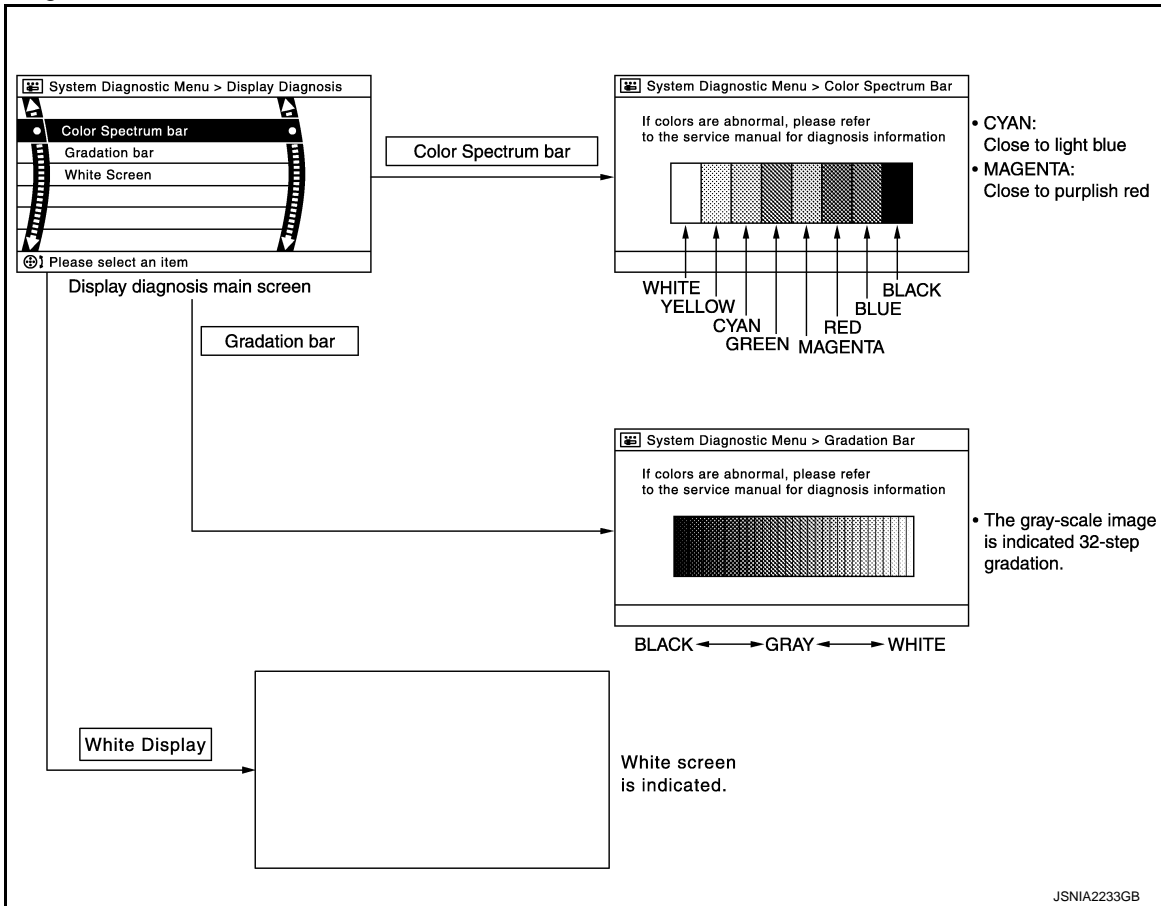 System Diagnostic Menu > Display Diagnosis
Color Spectrum bar
Gradation bar
White Screen
Please select an item
Display diagnosis main screen
Color Spectrum bar
System Diagnostic Menu > Color Spectrum Bar
If colors are abnormal, please refer
to the service manual for diagnosis information
WHITE
YELLOW
CYAN
GREEN
MAGENTA
RED
BLUE
BLACK
• CYAN:
Close to light blue
• MAGENTA:
Close to purplish red
Gradation bar
System Diagnostic Menu > Gradation Bar
If colors are abnormal, please refer
to the service manual for diagnosis information
BLACK GRAY WHITE
• The gray-scale image
is indicated 32-step
gradation.
White Display
White screen
is indicated.
JSNIA2233GB